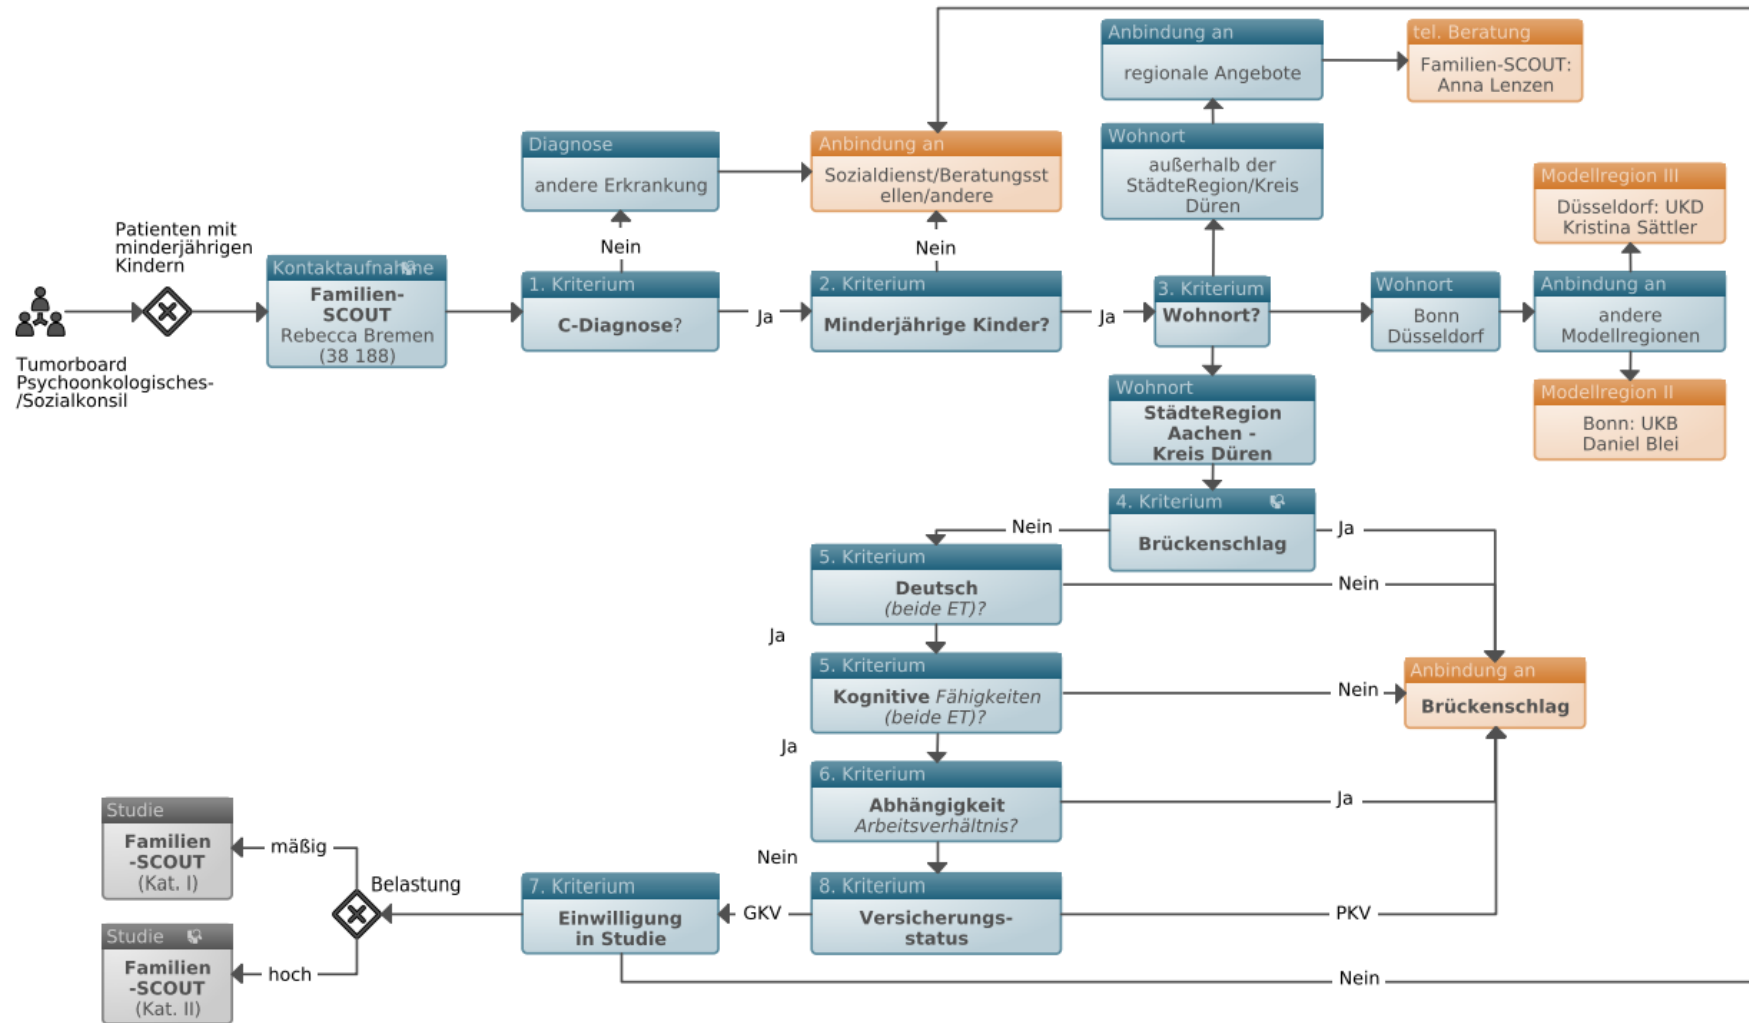 Anbindung an
regionale Angebote
tel. Beratung
Familien-SCOUT:
Anna Lenzen
Diagnose
andere Erkrankung
Anbindung an
Sozialdienst/Beratungsst
ellen/andere
Wohnort
außerhalb der
StädteRegion/Kreis
Düren
Modellregion III
Düsseldorf: UKD
Kristina Sättler
Patienten mit
minderjährigen
Kindern
Nein
Nein
Kontaktaufnahme
Familien-
SCOUT
Rebecca Bremen
(38 188)
1. Kriterium
C-Diagnose?
Ja
2. Kriterium
Minderjährige Kinder?
Ja
3. Kriterium
Wohnort?
Wohnort
Bonn
Düsseldorf
Anbindung an
andere
Modellregionen
Tumorboard
Psychoonkologisches-
/Sozialkonsil
Wohnort
StädteRegion
Aachen -
Kreis Düren
Modellregion II
Bonn: UKB
Daniel Blei
4. Kriterium
Brückenschlag
Nein
Ja
5. Kriterium
Deutsch
(beide ET)?
Nein
Ja
5. Kriterium
Kognitive Fähigkeiten
(beide ET)?
Nein
Anbindung an
Brückenschlag
Ja
6. Kriterium
Abhängigkeit
Arbeitsverhältnis?
Ja
Nein
Studie
Familien
-SCOUT
(Kat. I)
mäßig
Belastung
7. Kriterium
Einwilligung
in Studie
GKV
8. Kriterium
Versicherungs-
status
PKV
Studie
Familien
-SCOUT
(Kat. II)
hoch
Nein